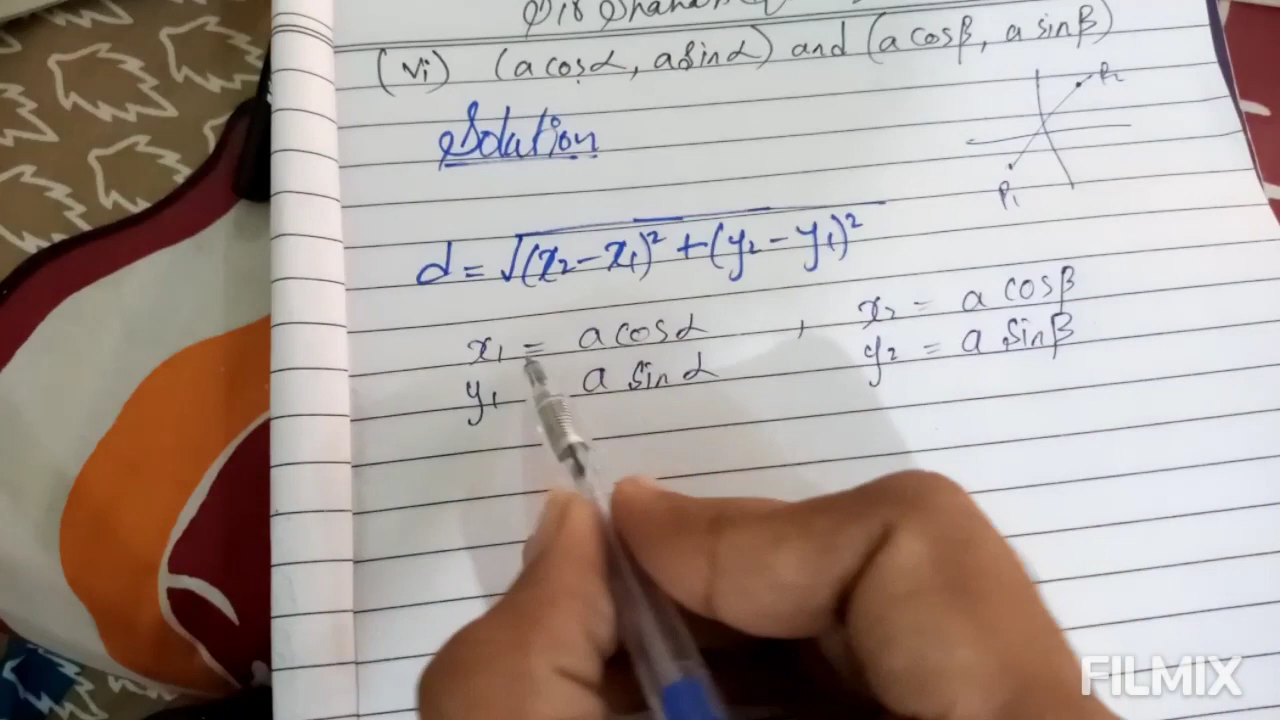 (vi) (a cosα, a sinα) and (a cosβ, a sinβ)
P2
Solution
P1
d = √(x2 - x1)² + (y2 - y1)²
x1 = a cosα , x2 = a cosβ
y1 a sinα y2 = a sinβ
FILMIX